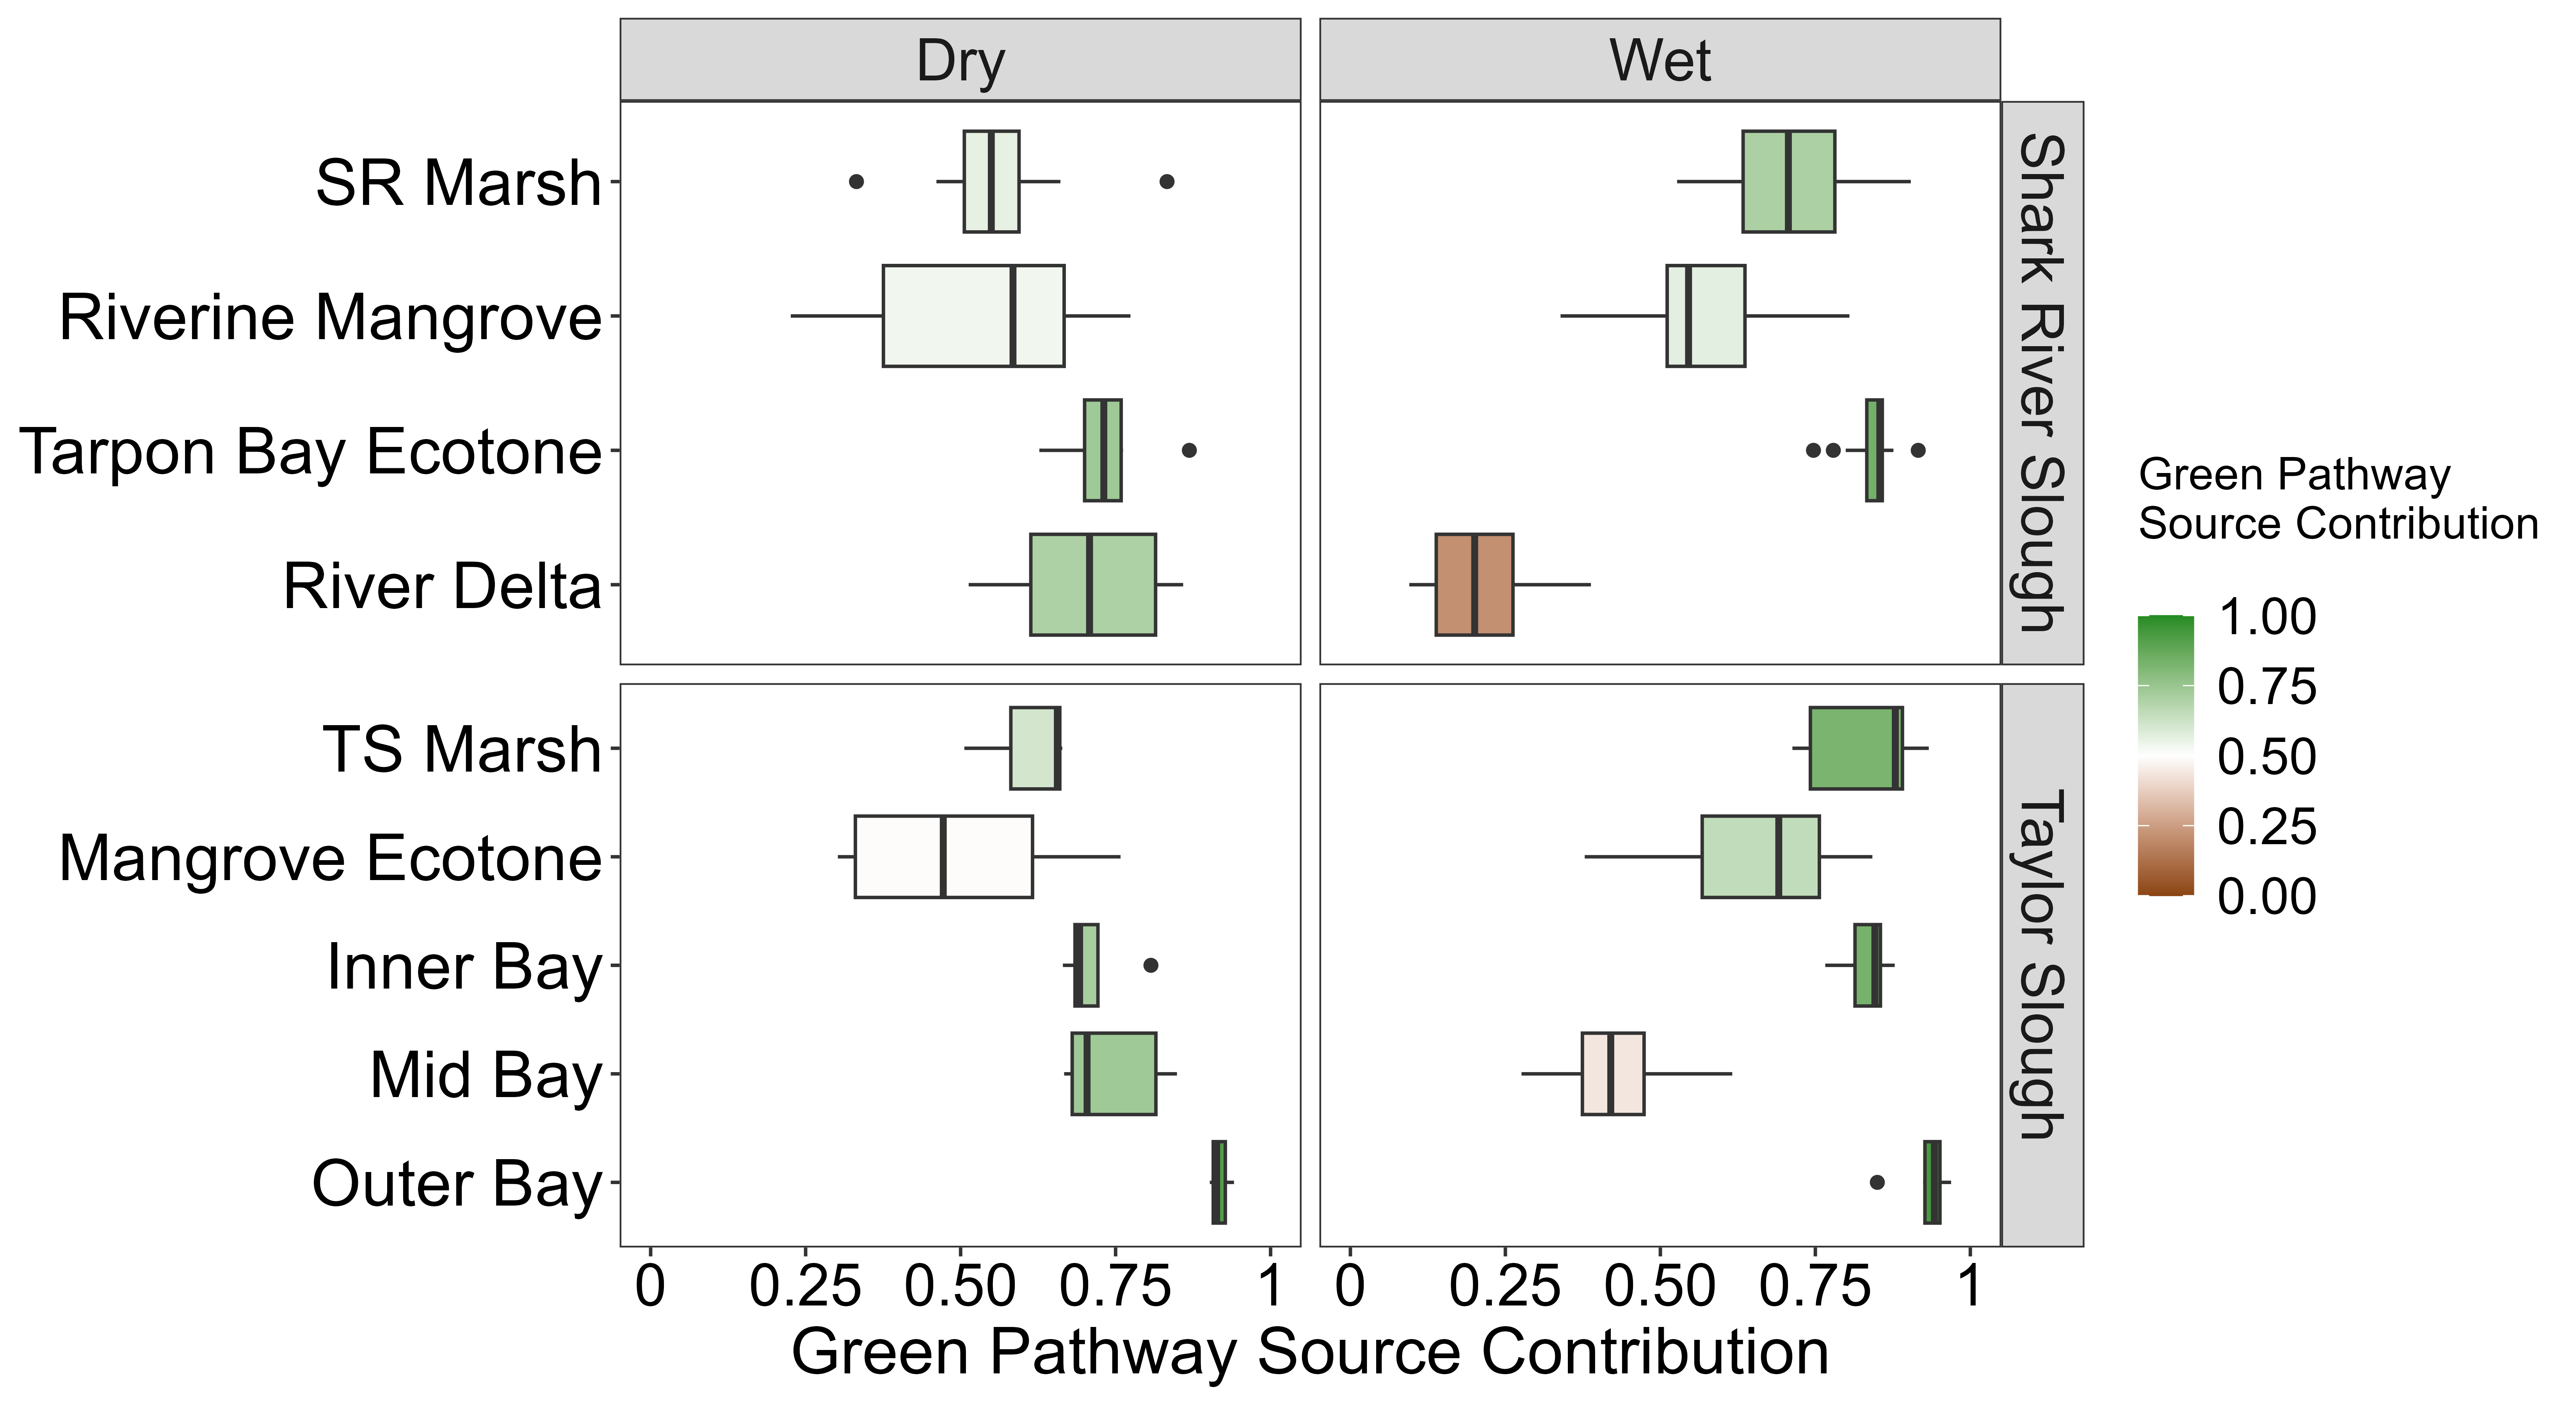 Dry
Wet
SR Marsh
Riverine Mangrove
Tarpon Bay Ecotone
River Delta
Shark River Slough
TS Marsh
Mangrove Ecotone
Inner Bay
Mid Bay
Outer Bay
Taylor Slough
0 0.25 0.50 0.75 1
0 0.25 0.50 0.75 1
Green Pathway Source Contribution
Green Pathway
Source Contribution
1.00
0.75
0.50
0.25
0.00